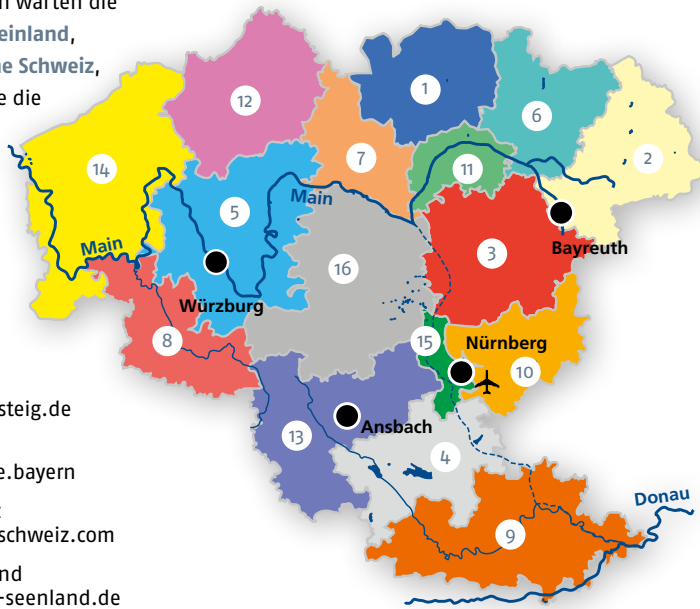 n warten die
einland,
e Schweiz,
e die
steig.de
e.bayern
schweiz.com
nd
-seenland.de
12
1
6
14
7
11
2
5
Main
Main
3
Bayreuth
16
Würzburg
8
15
Nürnberg
10
13
Ansbach
4
Donau
9